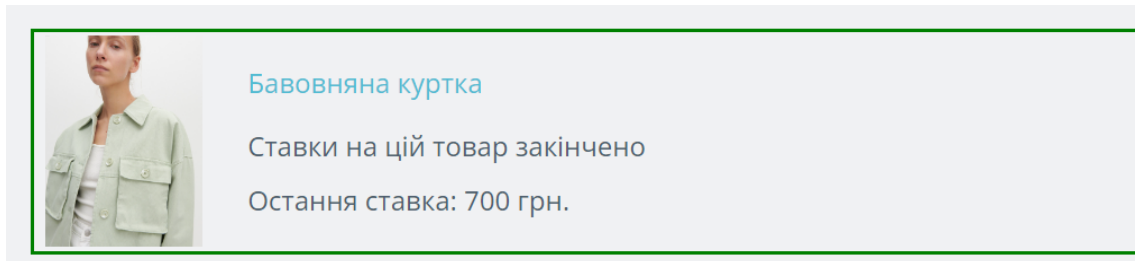 Бавовняна куртка
Ставки на цій товар закінчено
Остання ставка: 700 грн.